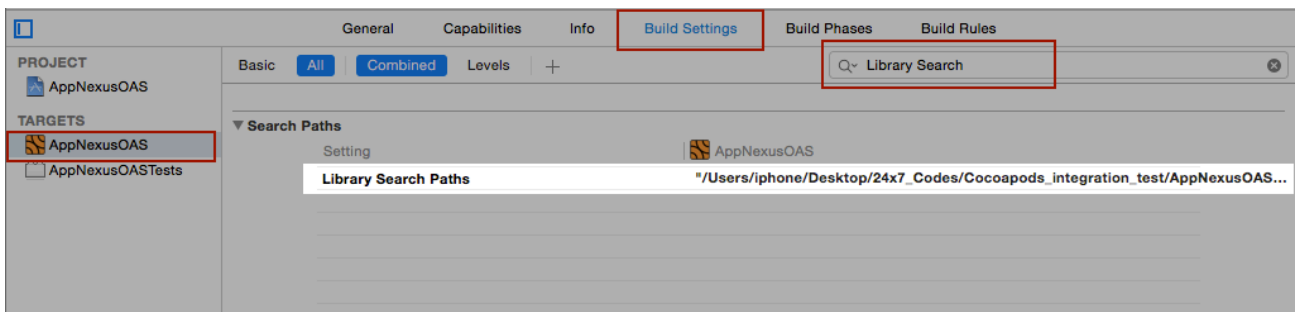 General Capabilities Info Build Settings Build Phases Build Rules
PROJECT
AppNexusOAS
TARGETS
AppNexusOAS
AppNexusOASTests
Basic All Combined Levels + Library Search
Search Paths
Setting AppNexusOAS
Library Search Paths "/Users/iphone/Desktop/24x7_Codes/Cocoapods_integration_test/AppNexusOAS...